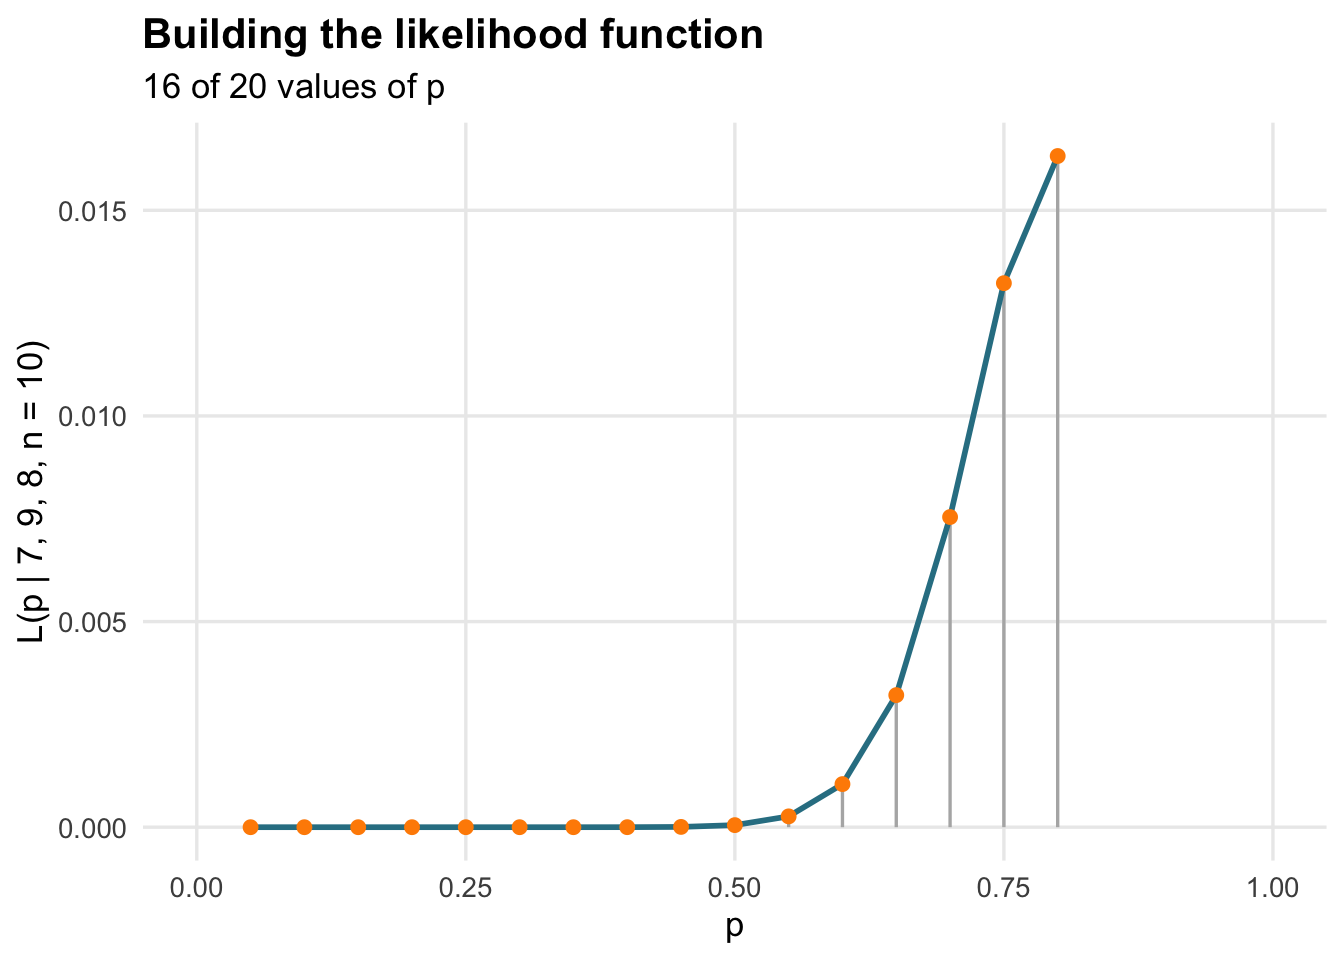 Building the likelihood function
16 of 20 values of p
L(p | 7, 9, 8, n = 10)
0.015
0.010
0.005
0.000
0.00 0.25 0.50 0.75 1.00
p